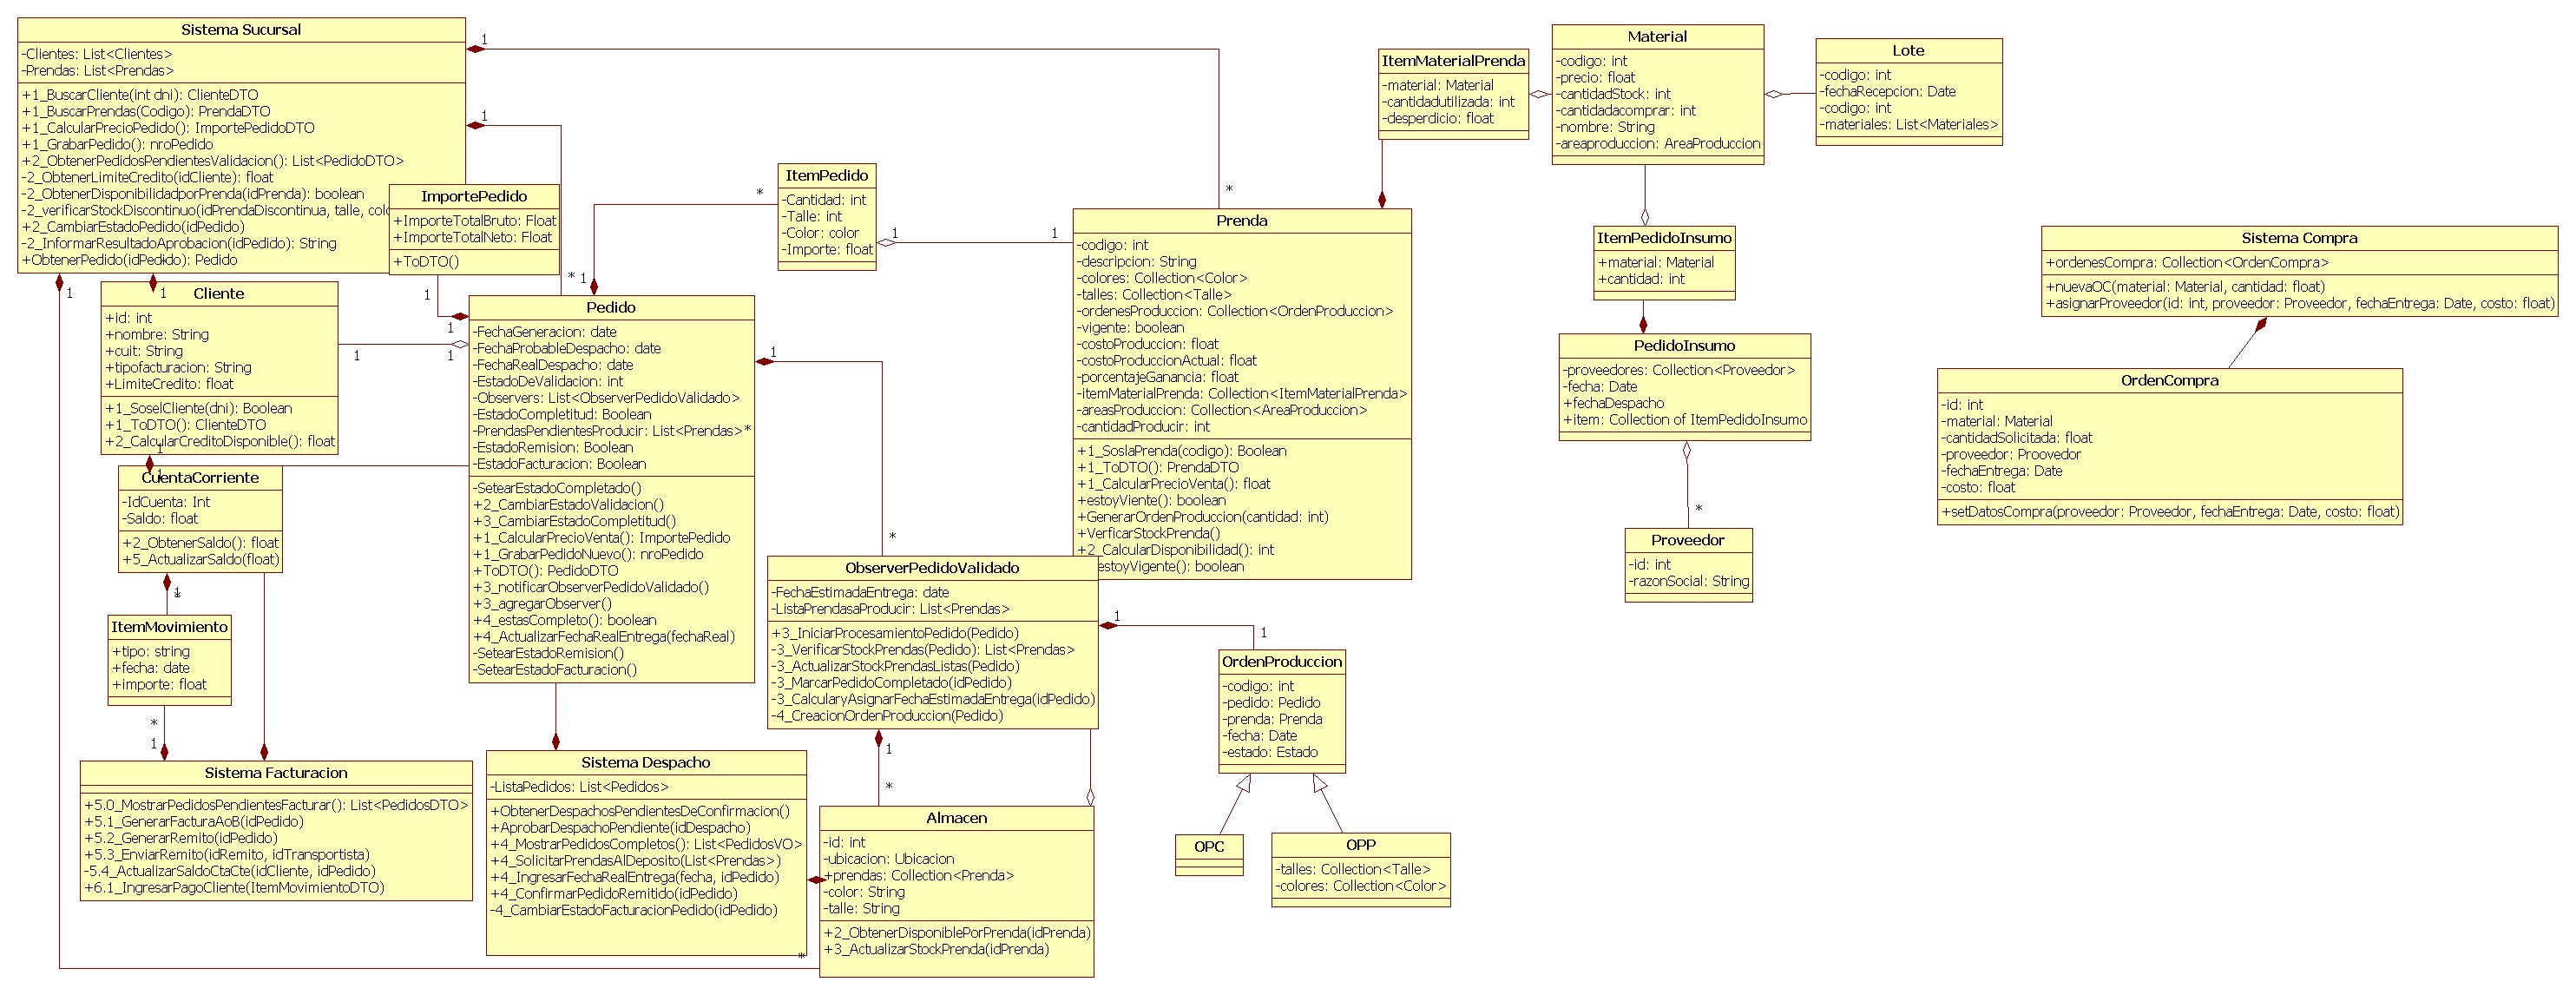 Sistema Sucursal
-Clientes: List<Clientes>
-Prendas: List<Prendas>
+1_BuscarCliente(int dni): ClienteDTO
+1_BuscarPrendas(Codigo): PrendaDTO
+1_CalcularPrecioPedido(): ImportePedidoDTO
+1_GrabarPedido(): nroPedido
+2_ObtenerPedidosPendientesValidacion(): List<PedidoDTO>
-2_ObtenerLimiteCredito(idCliente): float
-2_ObtenerDisponibilidadporPrenda(idPrenda): boolean
-2_verificarStockDiscontinuo(idPrendaDiscontinua, talle, colo
+2_CambiarEstadoPedido(idPedido)
-2_InformarResultadoAprobacion(idPedido): String
+ObtenerPedido(idPedido): Pedido
1
1
1
1
ImportePedido
+ImporteTotalBruto: Float
+ImporteTotalNeto: Float
+ToDTO()
1
1
Cliente
+id: int
+nombre: String
+cuit: String
+tipofacturacion: String
+LimiteCredito: float
+1_SoselCliente(dni): Boolean
+1_ToDTO(): ClienteDTO
+2_CalcularCreditoDisponible(): float
1
1
1
1
CuentaCorriente
-IdCuenta: Int
-Saldo: float
+2_ObtenerSaldo(): float
+5_ActualizarSaldo(float)
1
*
ItemMovimiento
+tipo: string
+fecha: date
+importe: float
*
1
Sistema Facturacion
+5.0_MostrarPedidosPendientesFacturar(): List<PedidosDTO>
+5.1_GenerarFacturaAoB(idPedido)
+5.2_GenerarRemito(idPedido)
+5.3_EnviarRemito(idRemito, idTransportista)
-5.4_ActualizarSaldoCtaCte(idCliente, idPedido)
+6.1_IngresarPagoCliente(ItemMovimientoDTO)
* 1
Pedido
-FechaGeneracion: date
-FechaProbableDespacho: date
-FechaRealDespacho: date
-EstadoDeValidacion: int
-Observers: List<ObserverPedidoValidado>
-EstadoCompletitud: Boolean
-PrendasPendientesProducir: List<Prendas>*
-EstadoRemision: Boolean
-EstadoFacturacion: Boolean
-SetearEstadoCompletado()
+2_CambiarEstadoValidacion()
+3_CambiarEstadoCompletitud()
+1_CalcularPrecioVenta(): ImportePedido
+1_GrabarPedidoNuevo(): nroPedido
+ToDTO(): PedidoDTO
+3_notificarObserverPedidoValidado()
+3_agregarObserver()
+4_estasCompleto(): boolean
+4_ActualizarFechaRealEntrega(fechaReal)
-SetearEstadoRemision()
-SetearEstadoFacturacion()
1
*
Sistema Despacho
-ListaPedidos: List<Pedidos>
+ObtenerDespachosPendientesDeConfirmacion()
+AprobarDespachoPendiente(idDespacho)
+4_MostrarPedidosCompletos(): List<PedidosVO>
+4_SolicitarPrendasAlDeposito(List<Prendas>)
+4_IngresarFechaRealEntrega(fecha, idPedido)
+4_ConfirmarPedidoRemitido(idPedido)
-4_CambiarEstadoFacturacionPedido(idPedido)
*
*
ItemPedido
-Cantidad: int
-Talle: int
-Color: color
-Importe: float
1
1
*
Prenda
-codigo: int
-descripcion: String
-colores: Collection<Color>
-talles: Collection<Talle>
-ordenesProduccion: Collection<OrdenProduccion>
-vigente: boolean
-costoProduccion: float
-costoProduccionActual: float
-porcentajeGanancia: float
-itemMaterialPrenda: Collection<ItemMaterialPrenda>
-areasProduccion: Collection<AreaProduccion>
-cantidadProducir: int
+1_SoslaPrenda(codigo): Boolean
+1_ToDTO(): PrendaDTO
+1_CalcularPrecioVenta(): float
+estoyViente(): boolean
+GenerarOrdenProduccion(cantidad: int)
+VerficarStockPrenda()
+2_CalcularDisponibilidad(): int
estoyVigente(): boolean
ObserverPedidoValidado
-FechaEstimadaEntrega: date
-ListaPrendasaProducir: List<Prendas>
+3_IniciarProcesamientoPedido(Pedido)
-3_VerificarStockPrendas(Pedido): List<Prendas>
-3_ActualizarStockPrendasListas(Pedido)
-3_MarcarPedidoCompletado(idPedido)
-3_CalcularyAsignarFechaEstimadaEntrega(idPedido)
-4_CreacionOrdenProduccion(Pedido)
1
1
1
*
Almacen
-id: int
-ubicacion: Ubicacion
+prendas: Collection<Prenda>
-color: String
-talle: String
+2_ObtenerDisponiblePorPrenda(idPrenda)
+3_ActualizarStockPrenda(idPrenda)
OrdenProduccion
-codigo: int
-pedido: Pedido
-prenda: Prenda
-fecha: Date
-estado: Estado
OPC
OPP
-talles: Collection<Talle>
-colores: Collection<Color>
ItemMaterialPrenda
-material: Material
-cantidadutilizada: int
-desperdicio: float
Material
-codigo: int
-precio: float
-cantidadStock: int
-cantidadacomprar: int
-nombre: String
-areaproduccion: AreaProduccion
Lote
-codigo: int
-fechaRecepcion: Date
-codigo: int
-materiales: List<Materiales>
ItemPedidoInsumo
+material: Material
+cantidad: int
PedidoInsumo
-proveedores: Collection<Proveedor>
-fecha: Date
+fechaDespacho
+item: Collection of ItemPedidoInsumo
*
Proveedor
-id: int
-razonSocial: String
Sistema Compra
+ordenesCompra: Collection<OrdenCompra>
+nuevaOC(material: Material, cantidad: float)
+asignarProveedor(id: int, proveedor: Proveedor, fechaEntrega: Date, costo: float)
OrdenCompra
-id: int
-material: Material
-cantidadSolicitada: float
-proveedor: Proovedor
-fechaEntrega: Date
-costo: float
+setDatosCompra(proveedor: Proveedor, fechaEntrega: Date, costo: float)